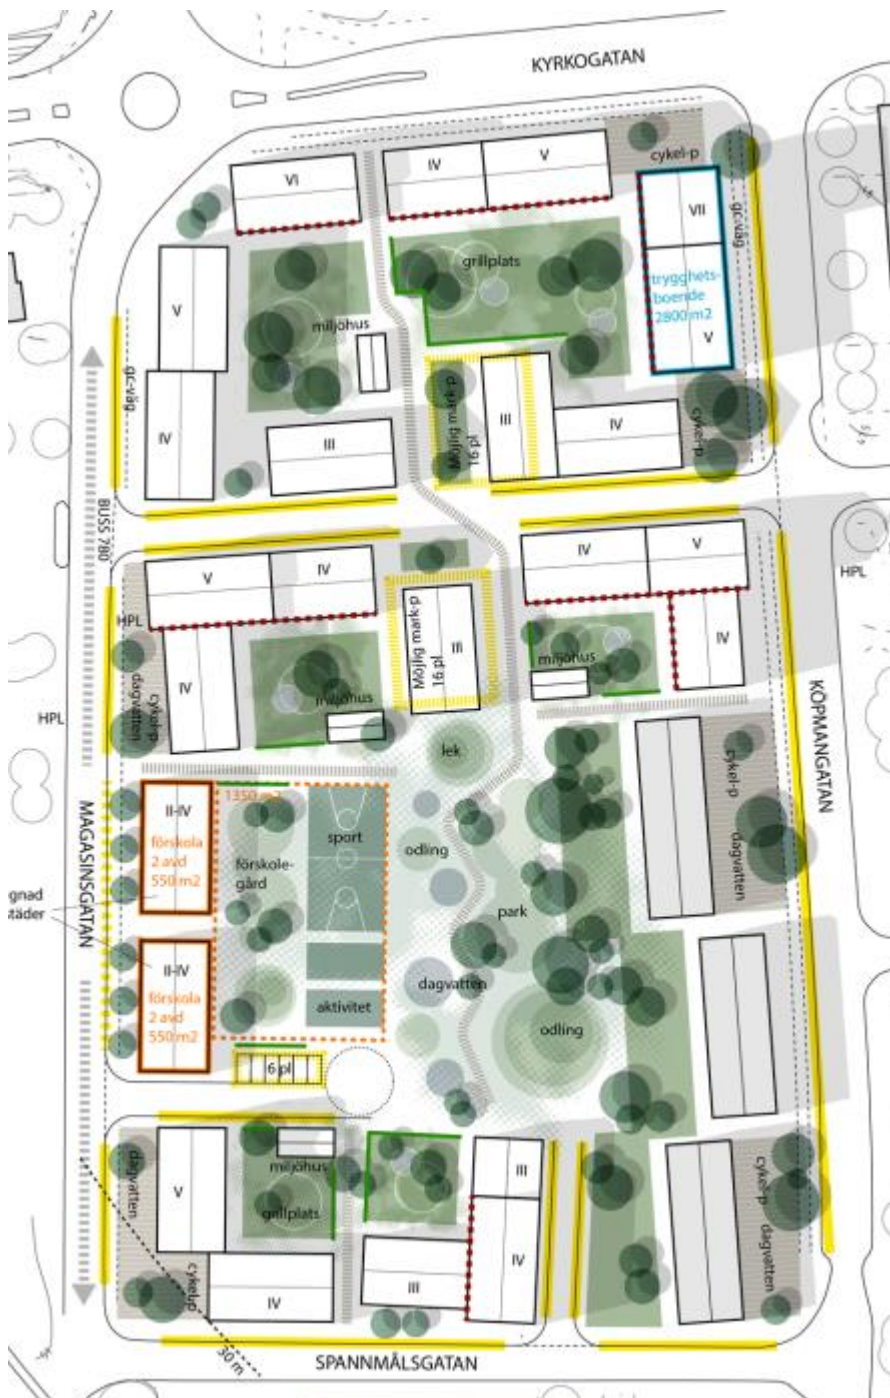 KYRKOGATAN
VI
IV
V
cykel-p
VII
gc-väg
grillplats
trygghets-
boende
2800 m2
V
V
miljöhus
gc-väg
IV
III
Möjlig mark-p
16 pl
III
IV
cykel-p
BUSS 780
V
IV
IV
V
HPL
HPL
Möjlig mark-p
16 pl
III
IV
miljöhus
IV
dagvatten
cykel-p
miljöhus
HPL
lek
KÖPMANGATAN
cykel-p
dagvatten
MAGASINSGATAN
II-IV
förskola
2 avd
550 m2
1350 m2
sport
förskole-
gård
odling
gnad
täder
park
II-IV
förskola
2 avd
550 m2
dagvatten
aktivitet
odling
6 pl
dagvatten
V
miljöhus
grillplats
III
IV
III
IV
cykel-p
cykel-p
dagvatten
30 m
SPANNMÅLSGATAN